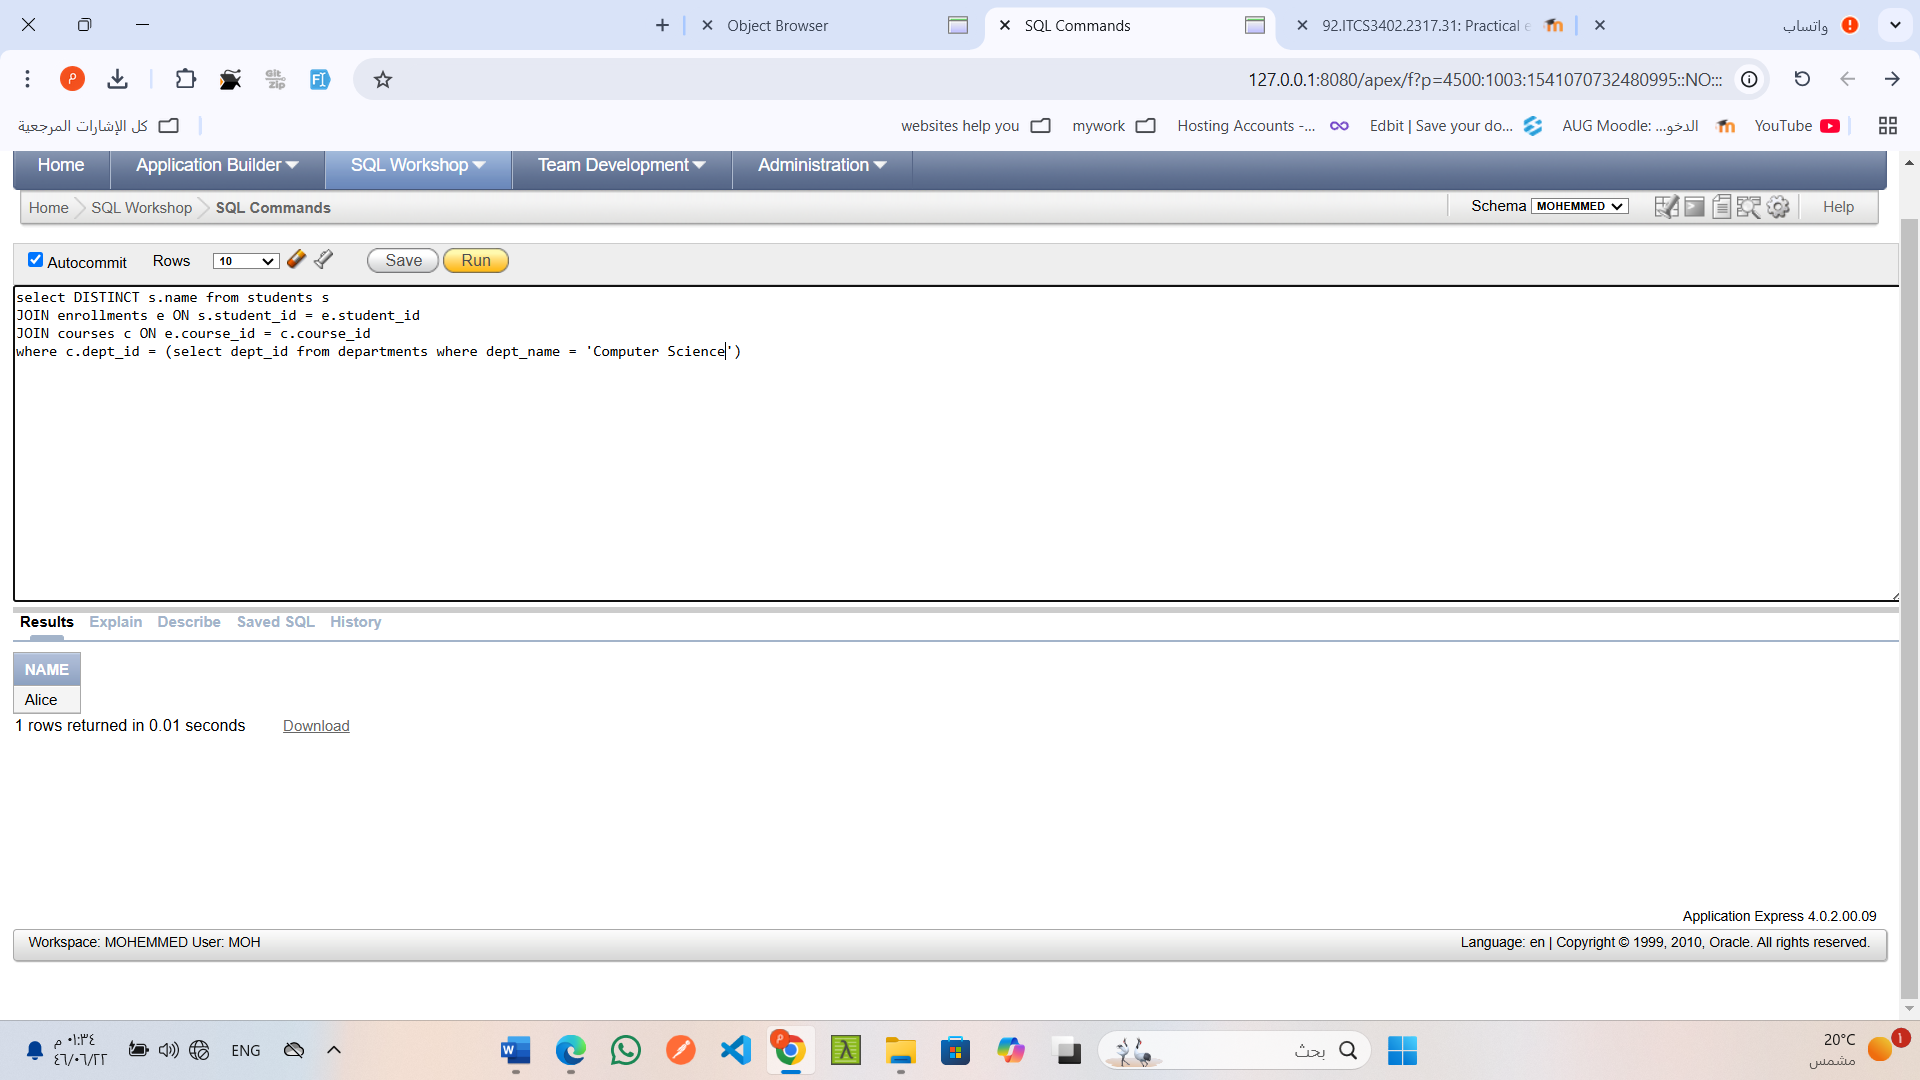 Object Browser
SQL Commands
92.ITCS3402.2317.31: Practical e
واتساب
P
Git
Zip
127.0.0.1:8080/apex/f?p=4500:1003:1541070732480995::NO:::
كل الإشارات المرجعية
websites help you
mywork
Hosting Accounts -...
Edbit | Save your do...
AUG Moodle: الدخو...
YouTube
Home
Application Builder
SQL Workshop
Team Development
Administration
Home
SQL Workshop
SQL Commands
Schema
MOHEMMED
Help
Autocommit
Rows
10
Save
Run
select DISTINCT s.name from students s
JOIN enrollments e ON s.student_id = e.student_id
JOIN courses c ON e.course_id = c.course_id
where c.dept_id = (select dept_id from departments where dept_name = 'Computer Science')
Results
Explain
Describe
Saved SQL
History
NAME
Alice
1 rows returned in 0.01 seconds
Download
Application Express 4.0.2.00.09
Workspace: MOHEMMED User: MOH
Language: en | Copyright © 1999, 2010, Oracle. All rights reserved.
٠١:٣٤ م
٤٦/٠٦/٢٢
ENG
بحث
20°C
مشمس
1